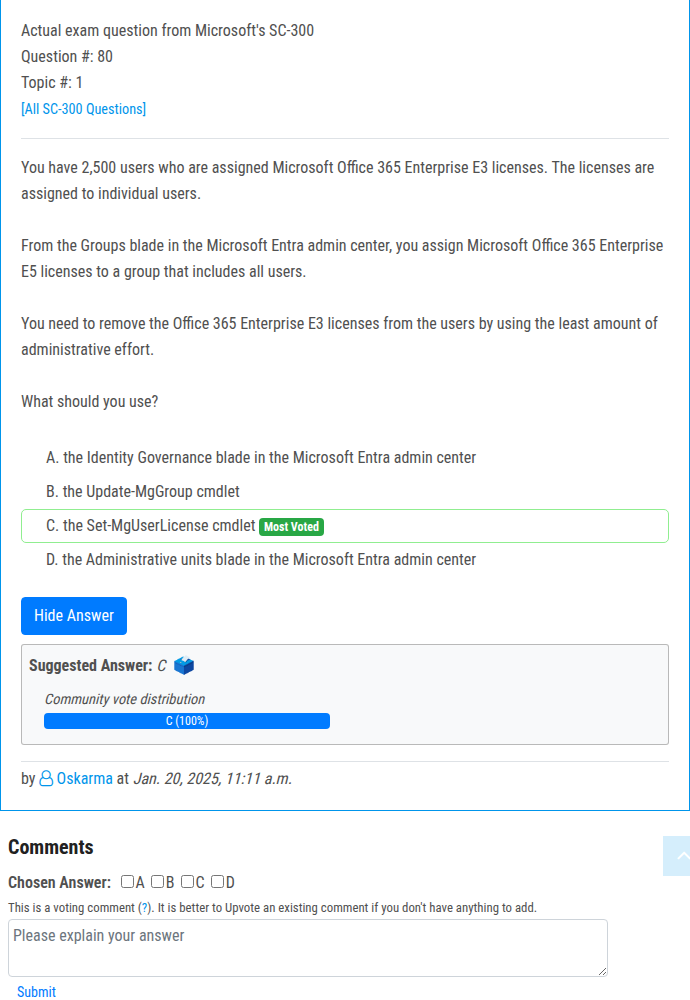 Actual exam question from Microsoft's SC-300
Question #: 80
Topic #: 1
[All SC-300 Questions]
You have 2,500 users who are assigned Microsoft Office 365 Enterprise E3 licenses. The licenses are
assigned to individual users.
From the Groups blade in the Microsoft Entra admin center, you assign Microsoft Office 365 Enterprise
E5 licenses to a group that includes all users.
You need to remove the Office 365 Enterprise E3 licenses from the users by using the least amount of
administrative effort.
What should you use?
A. the Identity Governance blade in the Microsoft Entra admin center
B. the Update-MgGroup cmdlet
C. the Set-MgUserLicense cmdlet Most Voted
D. the Administrative units blade in the Microsoft Entra admin center
Hide Answer
Suggested Answer: C
Community vote distribution
C (100%)
by Oskarma at Jan. 20, 2025, 11:11 a.m.
Comments
Chosen Answer: A B C D
This is a voting comment (?). It is better to Upvote an existing comment if you don't have anything to add.
Please explain your answer
Submit